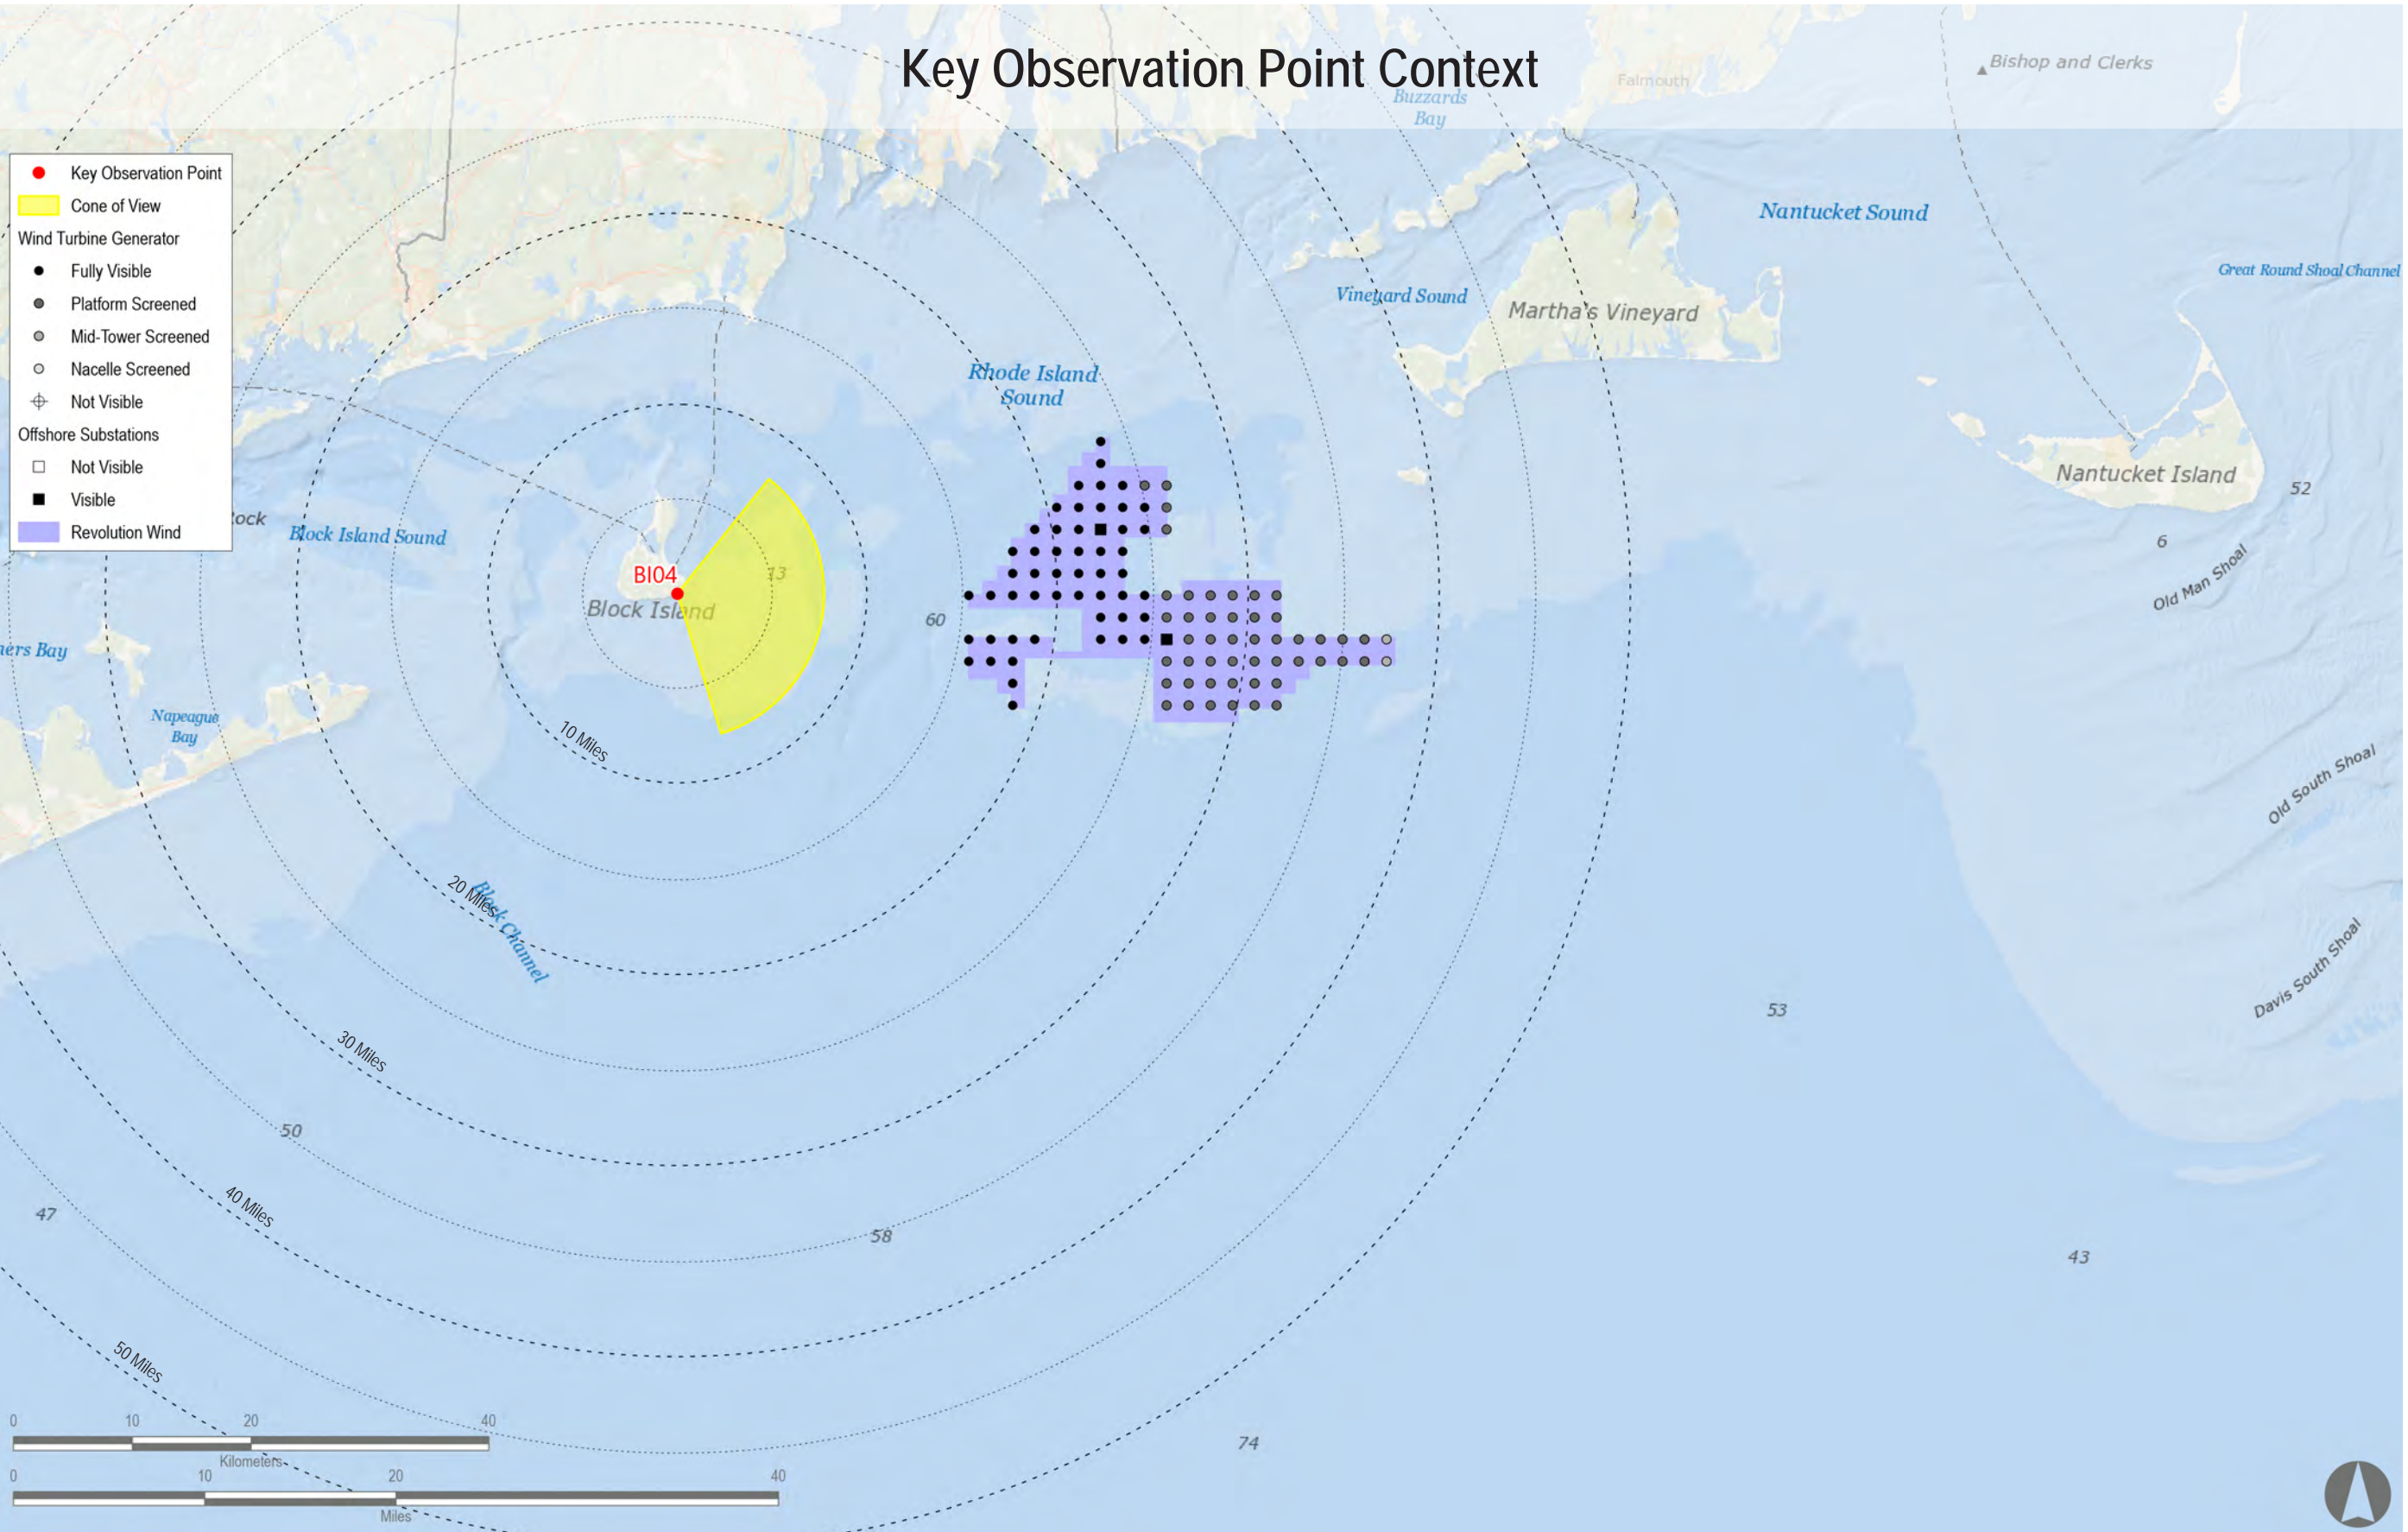 Key Observation Point Context
Bishop and Clerks
Falmouth
Buzzards
Bay
Key Observation Point
Cone of View
Wind Turbine Generator
Fully Visible
Platform Screened
Mid-Tower Screened
Nacelle Screened
Not Visible
Offshore Substations
Not Visible
Visible
Revolution Wind
Nantucket Sound
Great Round Shoal Channel
Vineyard Sound
Martha's Vineyard
Rhode Island
Sound
Nantucket Island
52
ock
Block Island Sound
6
Old Man Shoal
BI04
13
Block Island
60
ners Bay
Napeague
Bay
10 Miles
Old South Shoal
20 Miles
Block Channel
Davis South Shoal
53
30 Miles
50
40 Miles
47
58
43
50 Miles
74
0 10 20 40
Kilometers
0 10 20 40
Miles